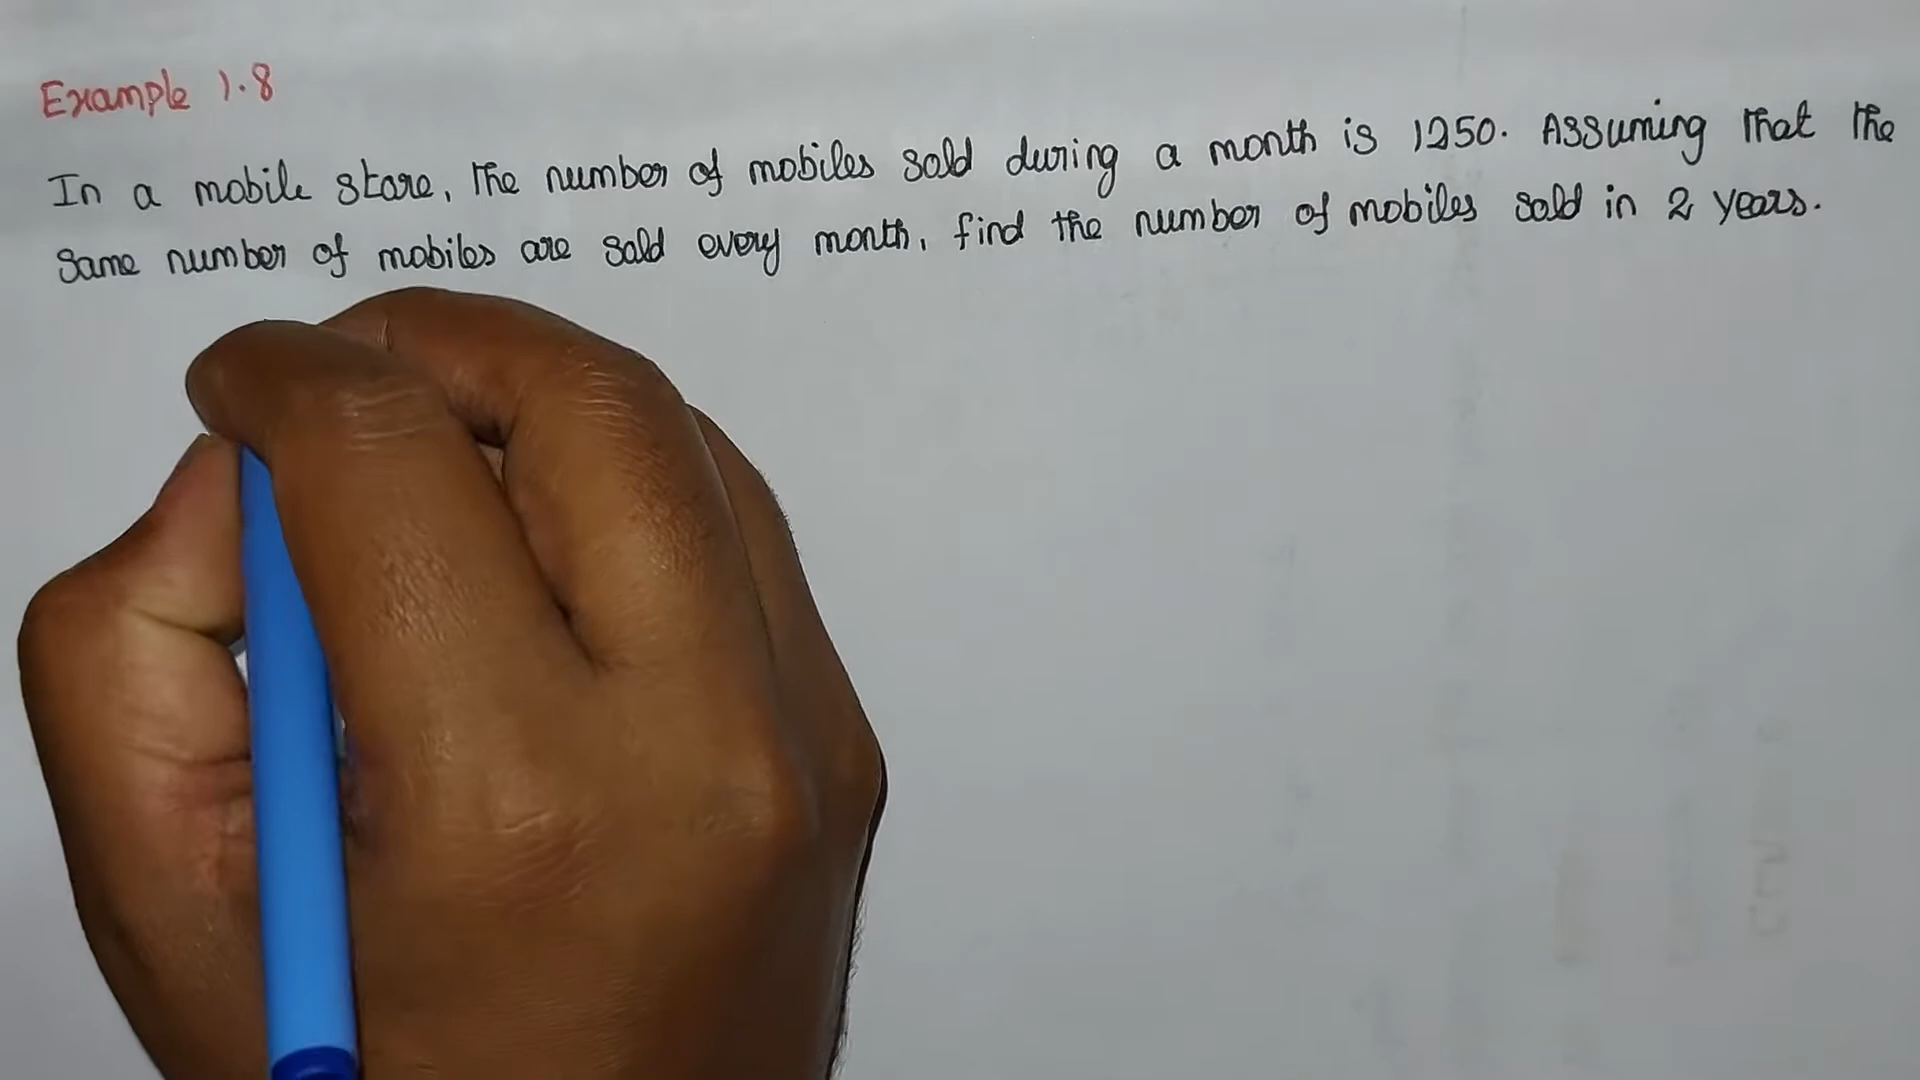 Example 1.8
In a mobile store, the number of mobiles sold during a month is 1250. Assuming that the
Same number of mobiles are sold every month, find the number of mobiles sold in 2 years.